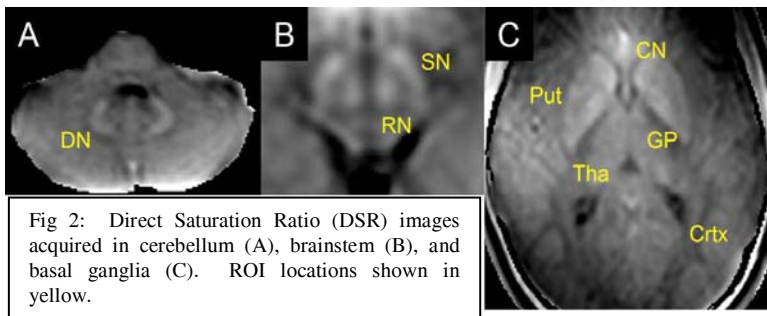 A
DN
B
SN
RN
C
CN
Put
GP
Tha
Crtx
Fig 2: Direct Saturation Ratio (DSR) images
acquired in cerebellum (A), brainstem (B), and
basal ganglia (C). ROI locations shown in
yellow.